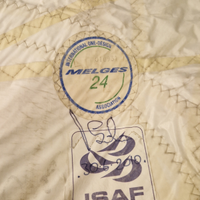 INTERNATIONAL ONE-DESIGN
MELGES
24
ASSOCIATION
ISAF